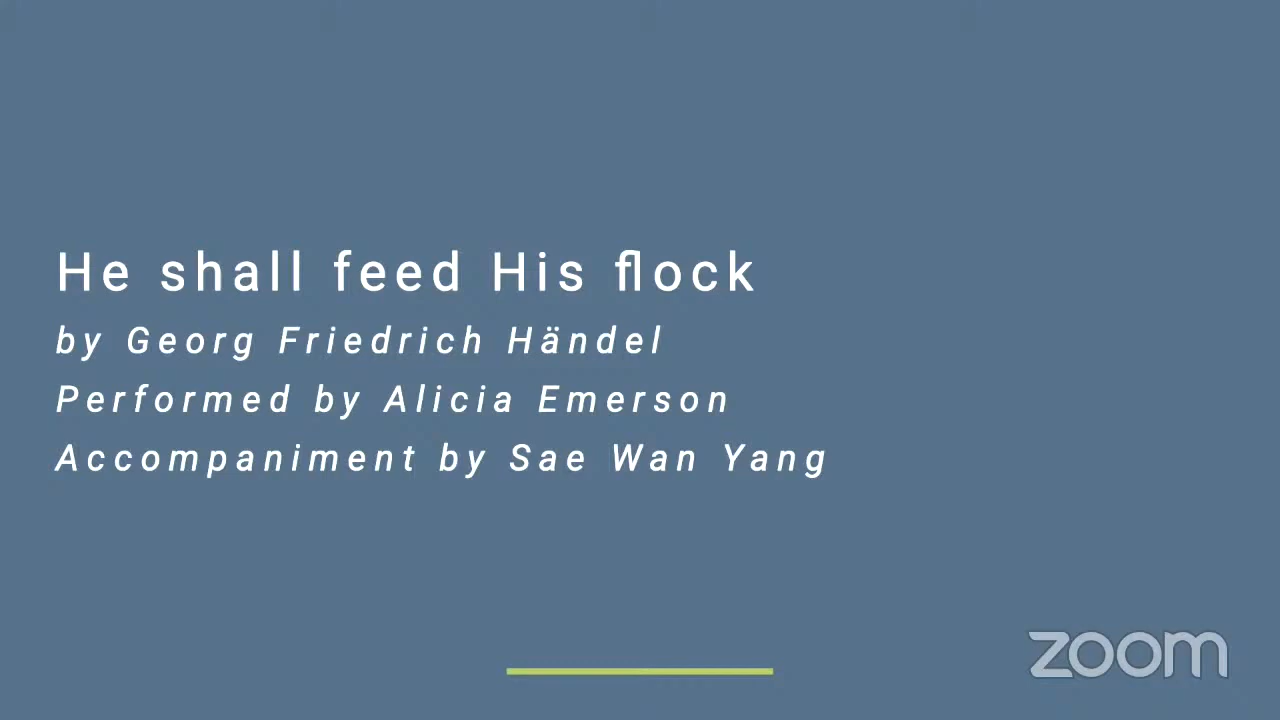 He shall feed His flock
by Georg Friedrich Händel
Performed by Alicia Emerson
Accompaniment by Sae Wan Yang
zoom